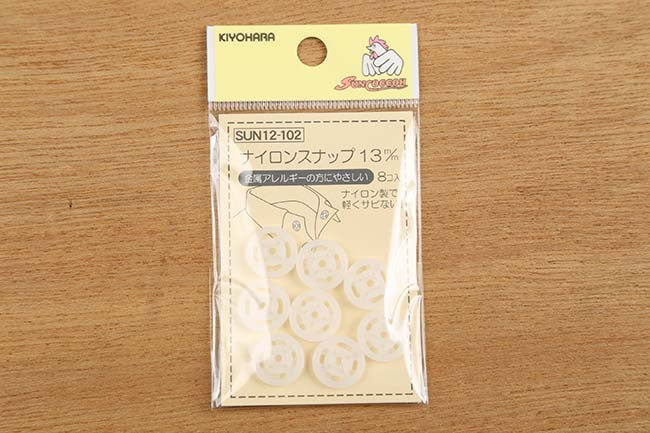 KIYOHARA
SUNCOCCOH
SUN12-102
ナイロンスナップ 13m/m
金属アレルギーの方にやさしい 8コ入
ナイロン製で
軽くサビない